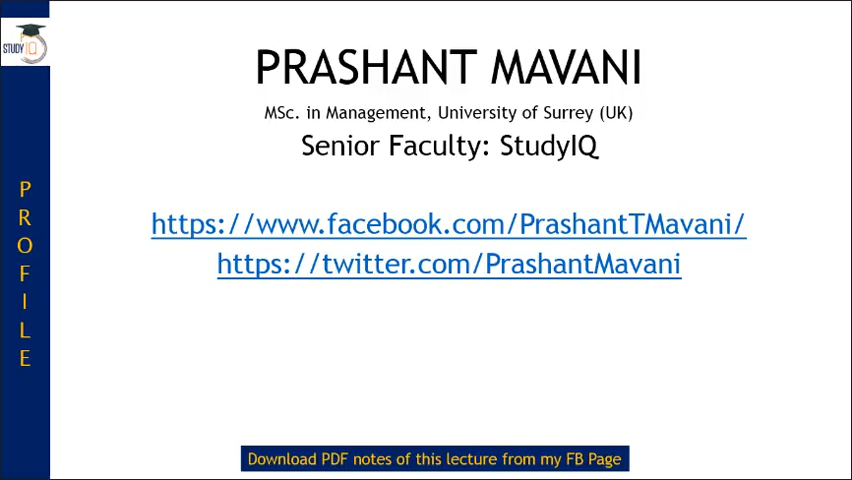 STUDY IQ
PRASHANT MAVANI
MSc. in Management, University of Surrey (UK)
Senior Faculty: StudyIQ
https://www.facebook.com/PrashantTMavani/
https://twitter.com/PrashantMavani
PROFILE
Download PDF notes of this lecture from my FB Page